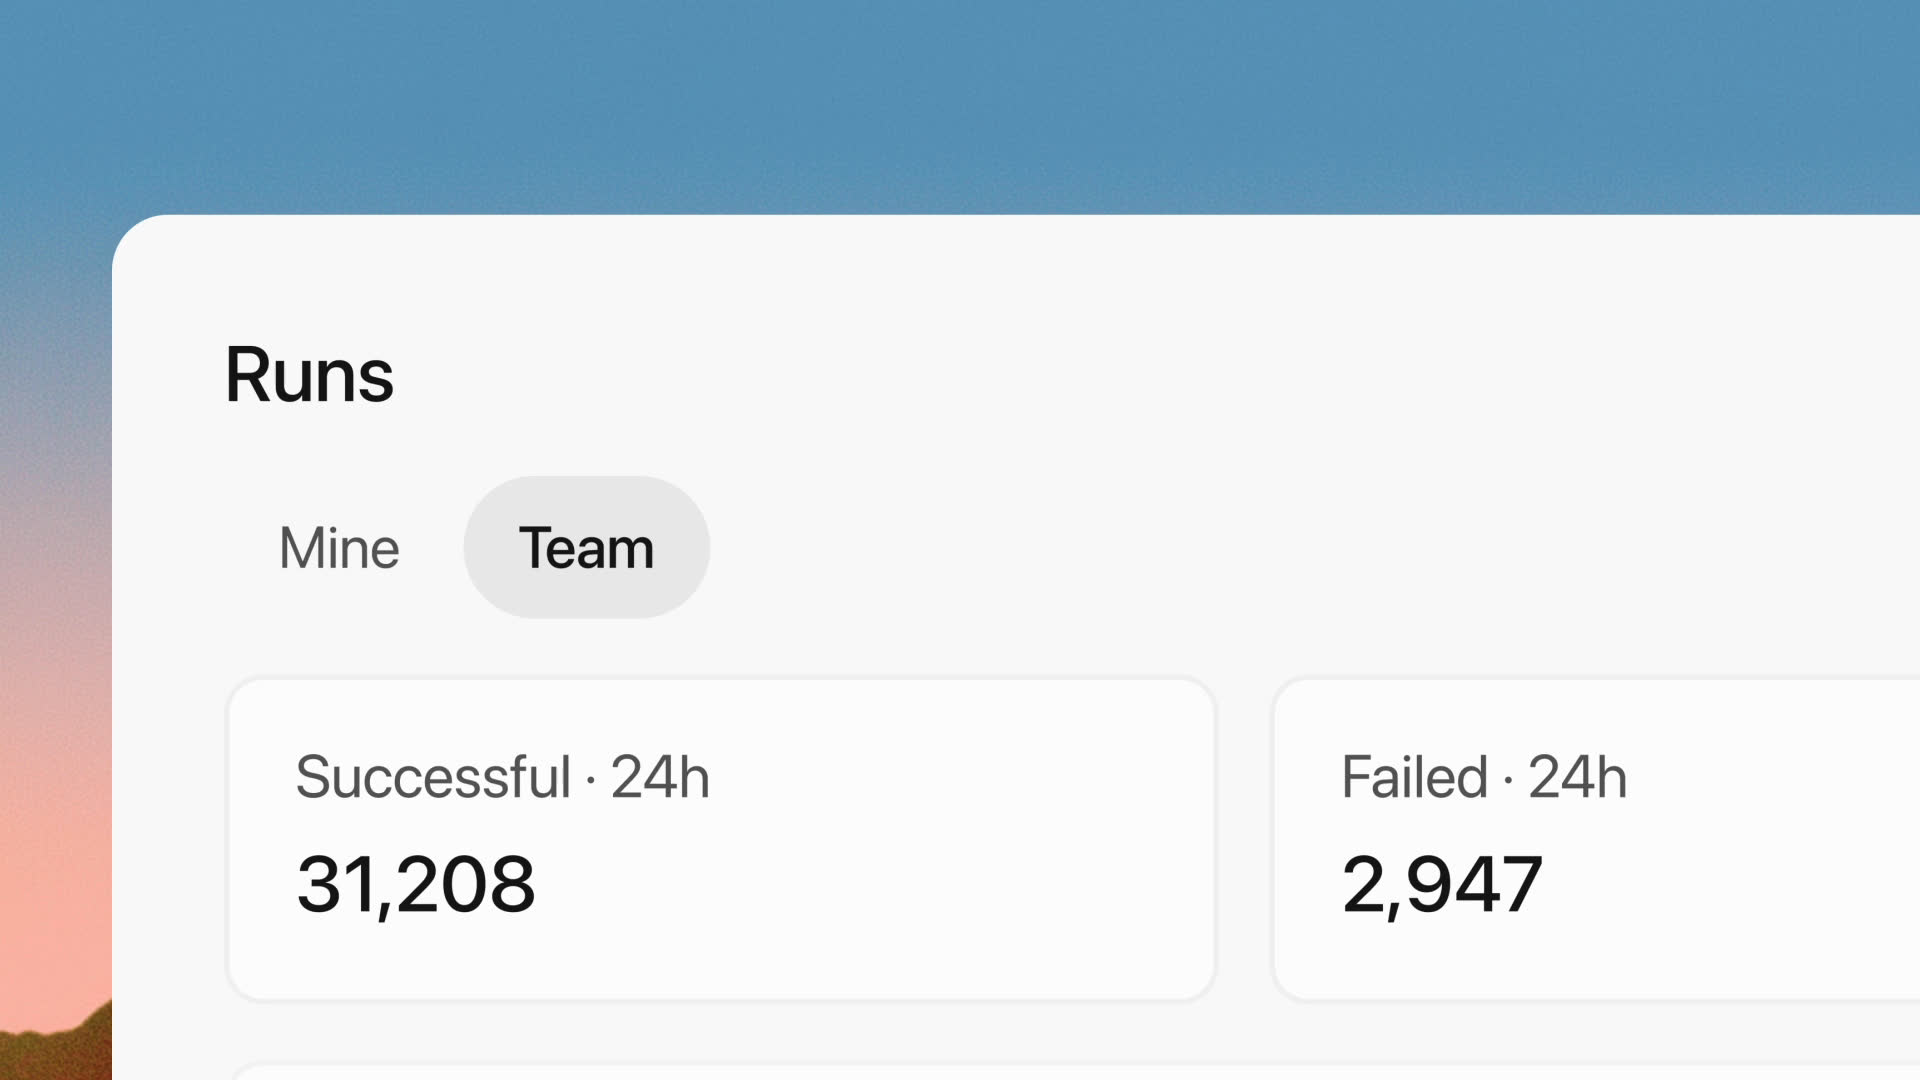 Runs
Mine Team
Successful · 24h
31,208
Failed · 24h
2,947